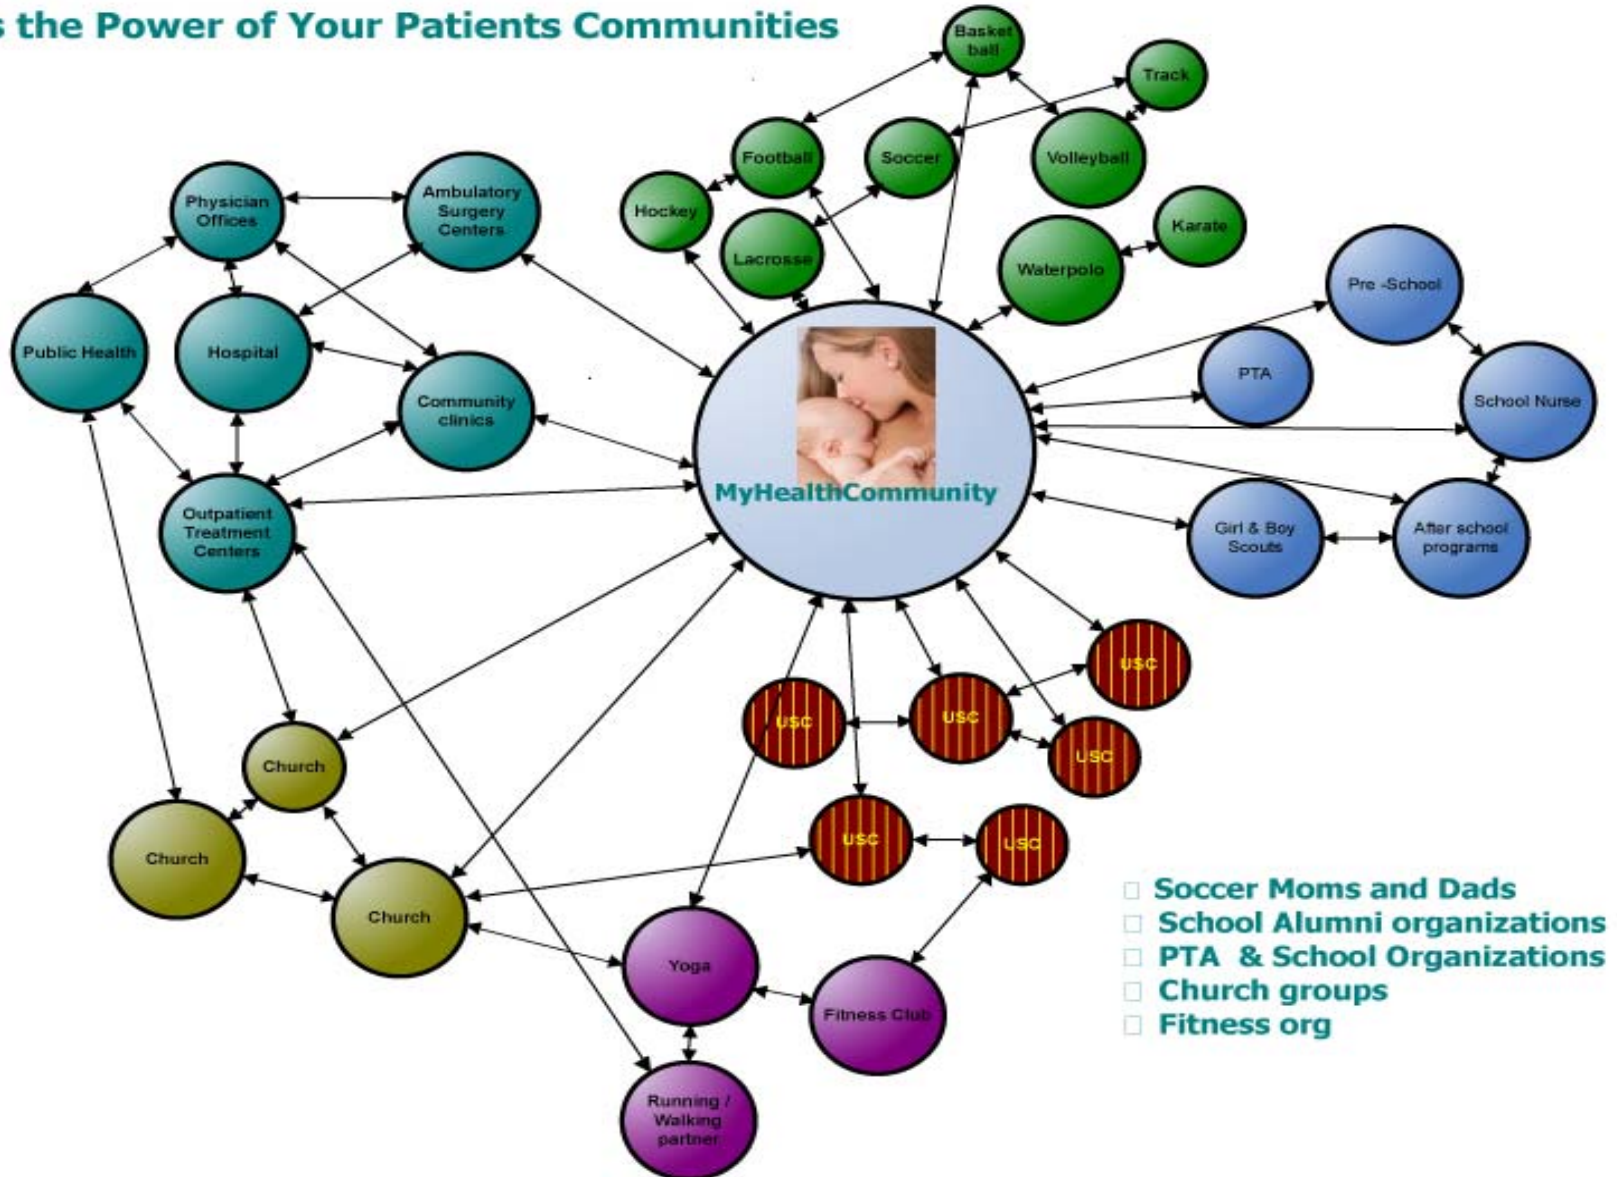 s the Power of Your Patients Communities
Basket
ball
Track
Football
Soccer
Volleyball
Hockey
Lacrosse
Waterpolo
Karate
Physician
Offices
Ambulatory
Surgery
Centers
Public Health
Hospital
Community
clinics
Outpatient
Treatment
Centers
MyHealthCommunity
Pre -School
PTA
School Nurse
Girl & Boy
Scouts
After school
programs
USC
USC
USC
USC
USC
USC
Church
Church
Church
Yoga
Fitness Club
Running /
Walking
partner
Soccer Moms and Dads
School Alumni organizations
PTA & School Organizations
Church groups
Fitness org